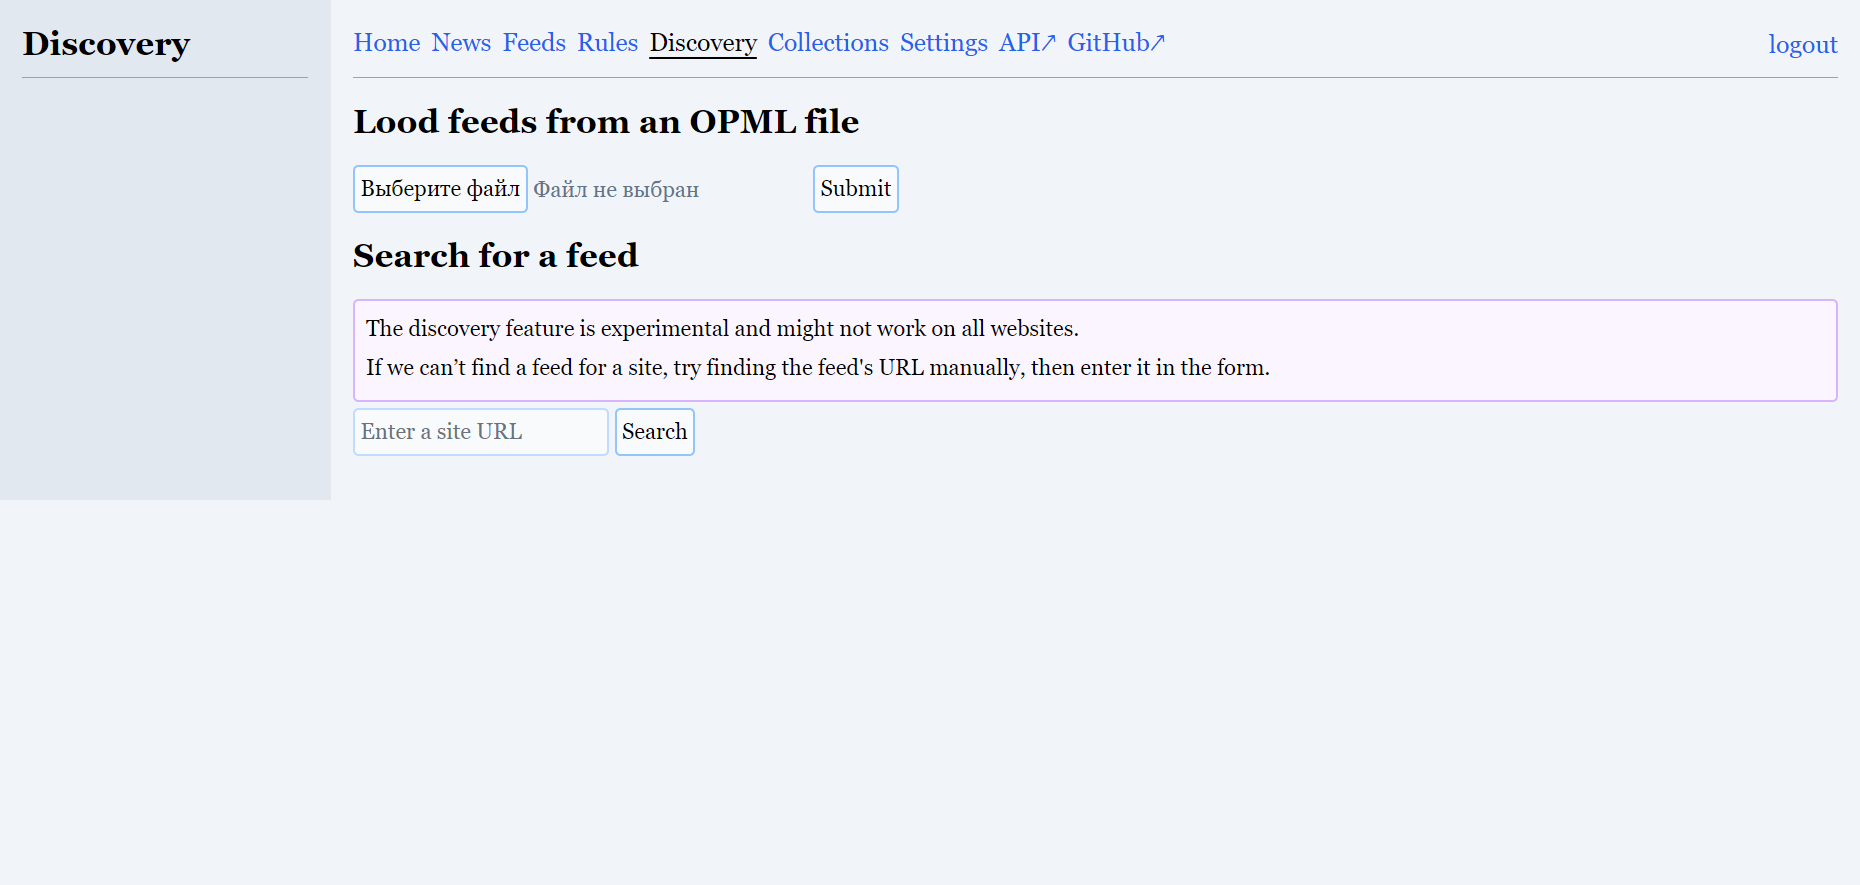 Discovery
Home News Feeds Rules Discovery Collections Settings API↗ GitHub↗ logout
Lood feeds from an OPML file
Выберите файл Файл не выбран Submit
Search for a feed
The discovery feature is experimental and might not work on all websites.
If we can’t find a feed for a site, try finding the feed's URL manually, then enter it in the form.
Enter a site URL Search